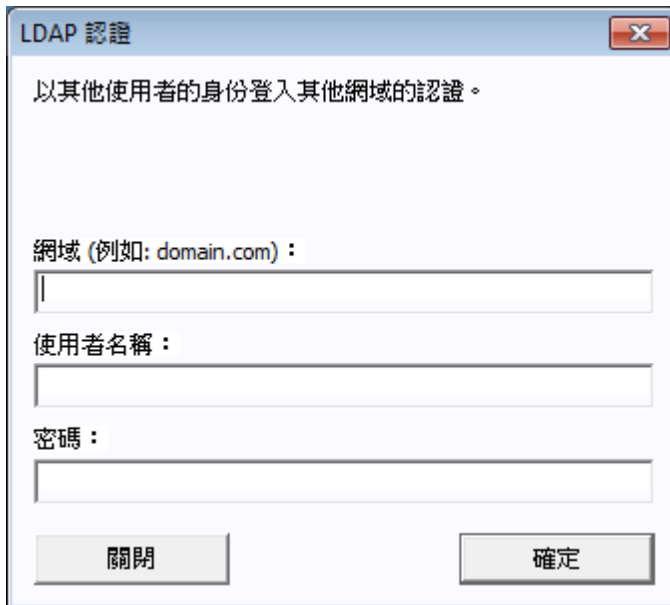 LDAP 認證
以其他使用者的身份登入其他網域的認證。
網域 (例如: domain.com)：
使用者名稱：
密碼：
關閉
確定